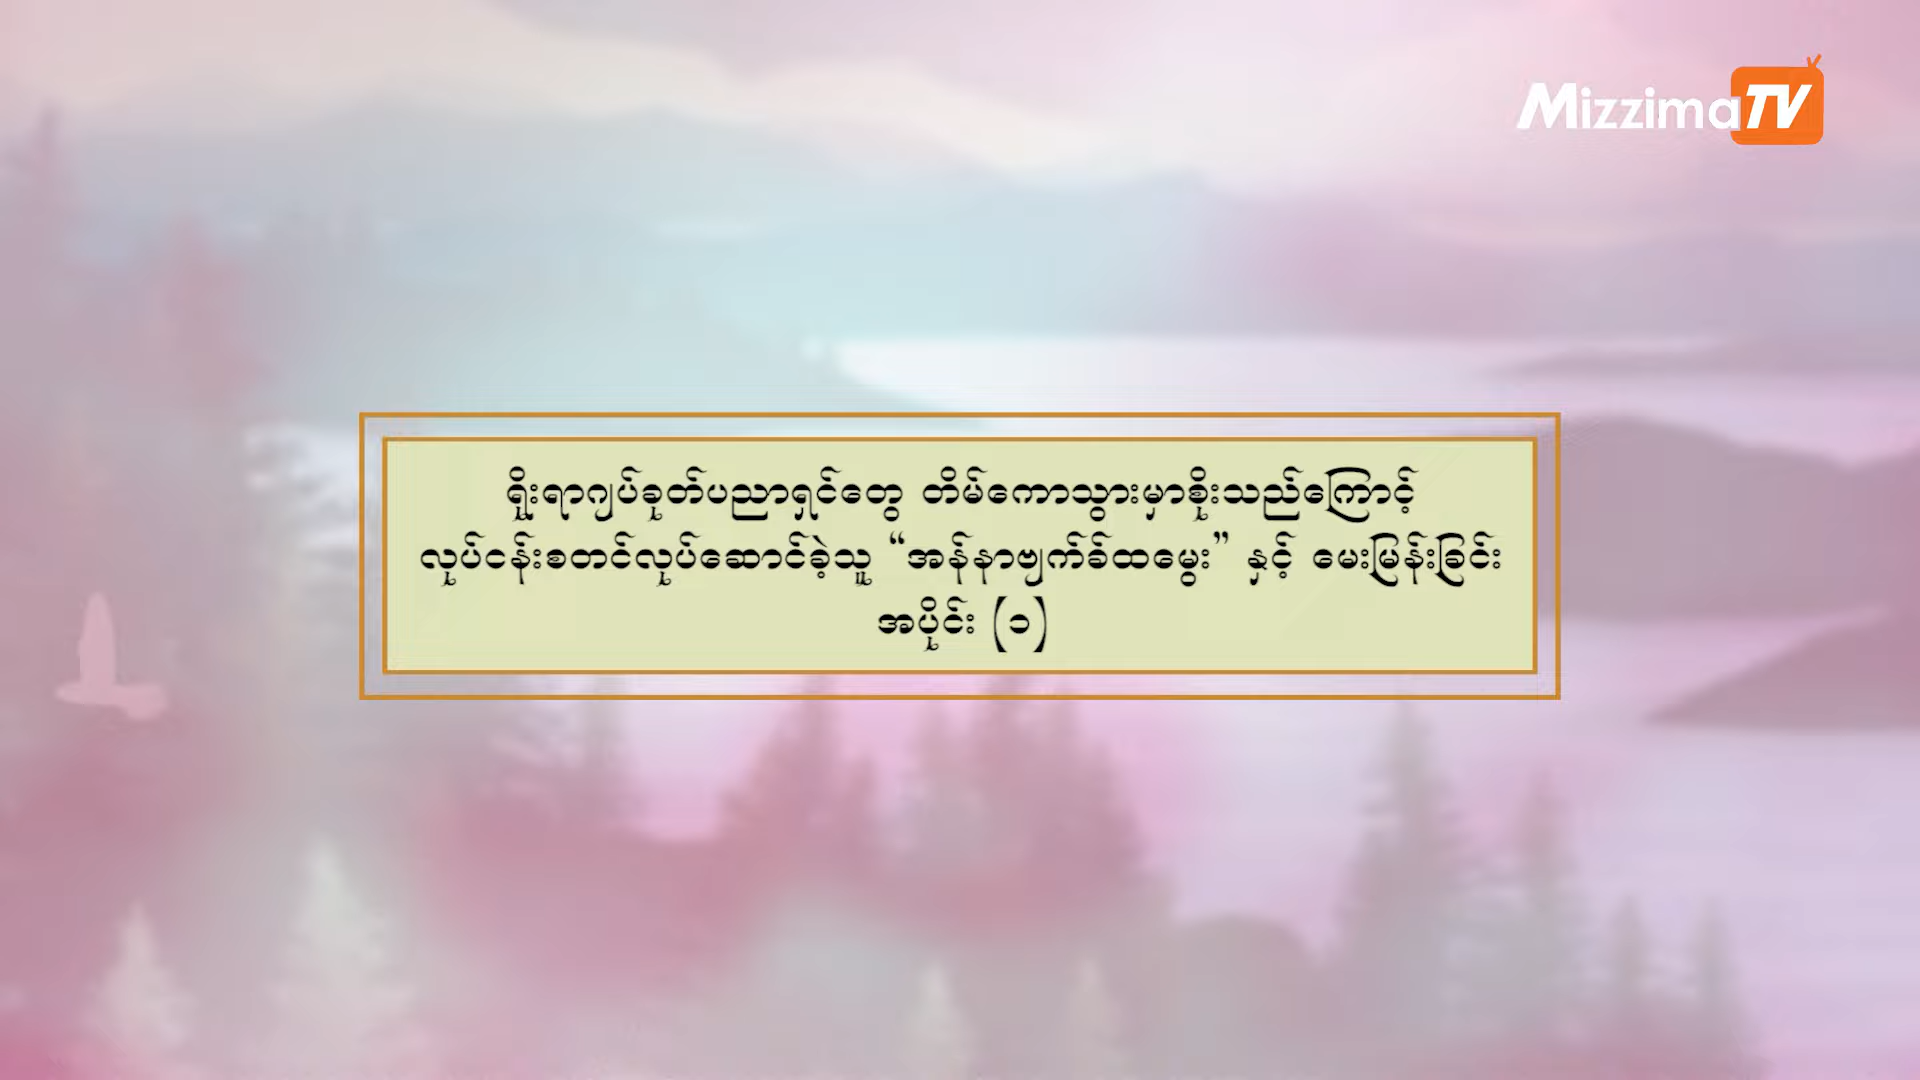 MizzimaTV
ရိုးရာဂျပ်ခုတ်ပညာရှင်တွေ တိမ်ကောသွားမှာစိုးသည်ကြောင့်
လုပ်ငန်းစတင်လုပ်ဆောင်ခဲ့သူ “အန်နာဗျက်ခ်ထမွေး” နှင့် မေးမြန်းခြင်း
အပိုင်း (၁)